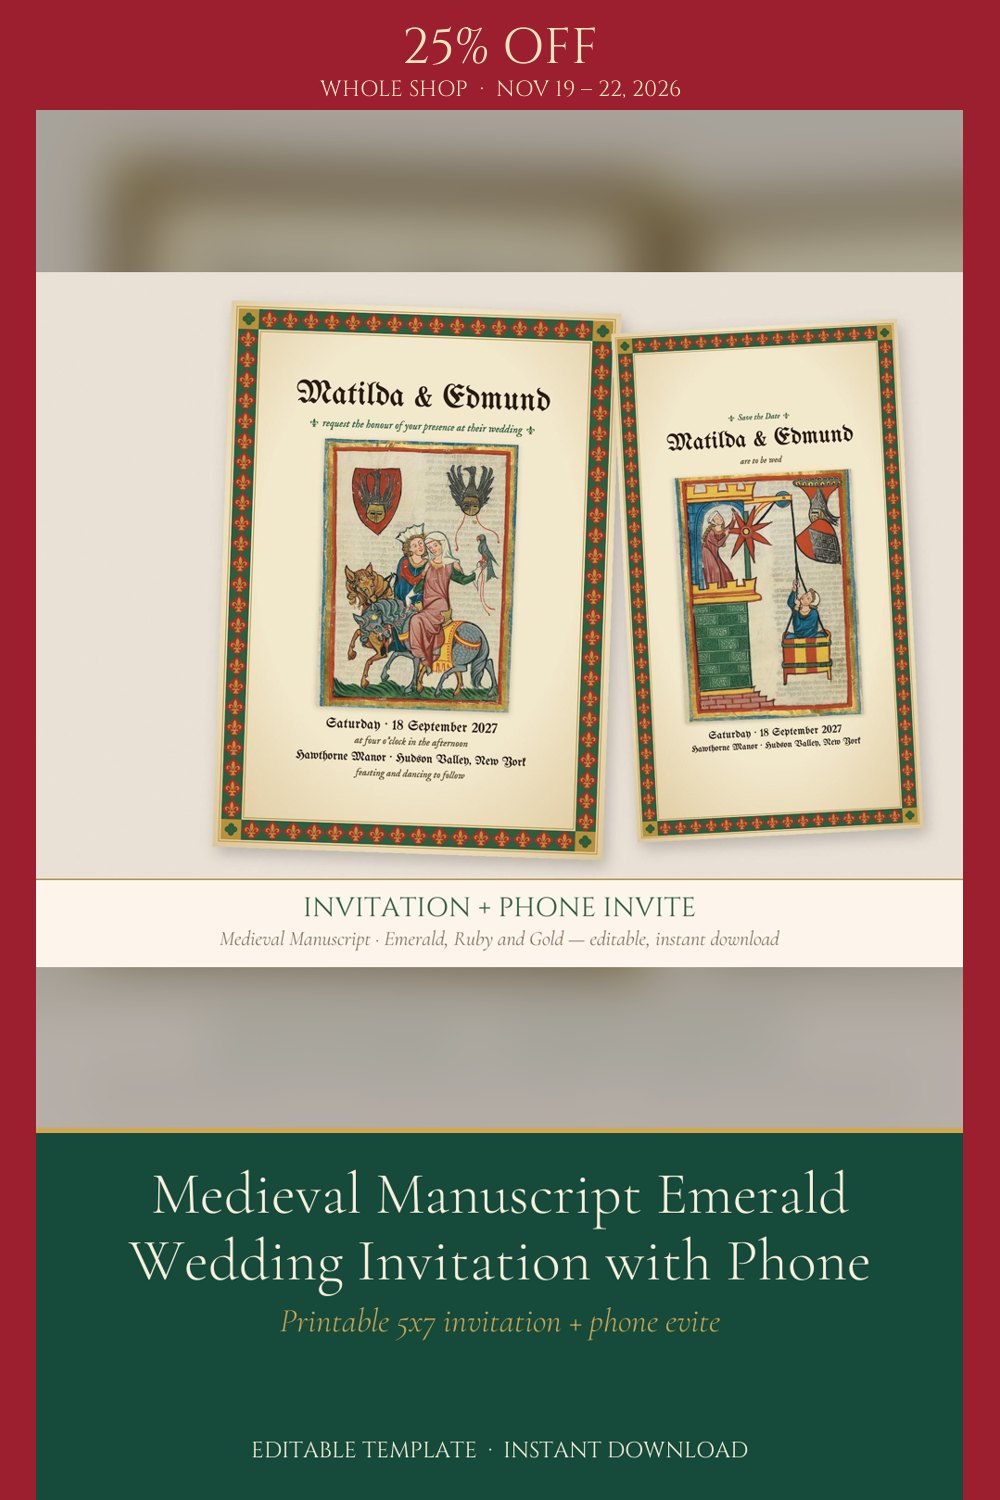 25% OFF
WHOLE SHOP · NOV 19 – 22, 2026
Matilda & Edmund
request the honour of your presence at their wedding
Saturday · 18 September 2027
at four o'clock in the afternoon
Hawthorne Manor · Hudson Valley, New York
feasting and dancing to follow
Save the Date
Matilda & Edmund
are to be wed
Saturday · 18 September 2027
Hawthorne Manor · Hudson Valley, New York
INVITATION + PHONE INVITE
Medieval Manuscript · Emerald, Ruby and Gold — editable, instant download
Medieval Manuscript Emerald
Wedding Invitation with Phone
Printable 5x7 invitation + phone evite
EDITABLE TEMPLATE · INSTANT DOWNLOAD